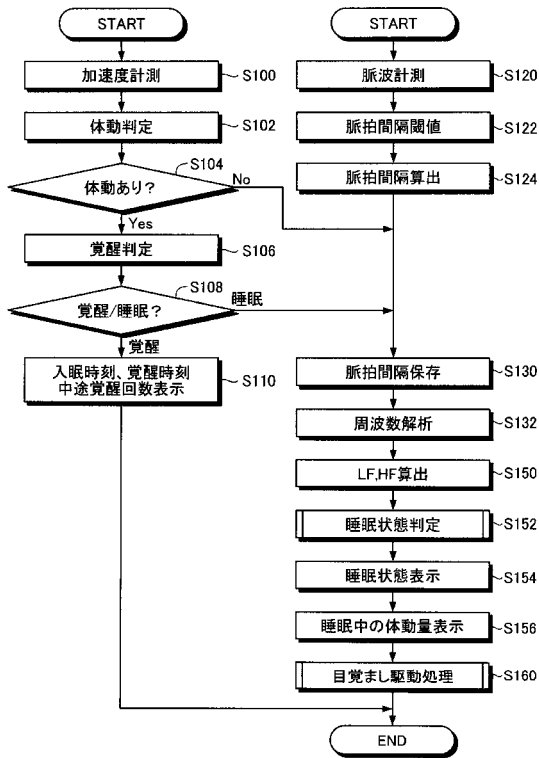 START
加速度計測
S100
体動判定
S102
S104
体動あり?
No
Yes
覚醒判定
S106
S108
覚醒/睡眠?
睡眠
覚醒
入眠時刻、覚醒時刻
中途覚醒回数表示
S110
START
脈波計測
S120
脈拍間隔閾値
S122
脈拍間隔算出
S124
脈拍間隔保存
S130
周波数解析
S132
LF,HF算出
S150
睡眠状態判定
S152
睡眠状態表示
S154
睡眠中の体動量表示
S156
目覚まし駆動処理
S160
END